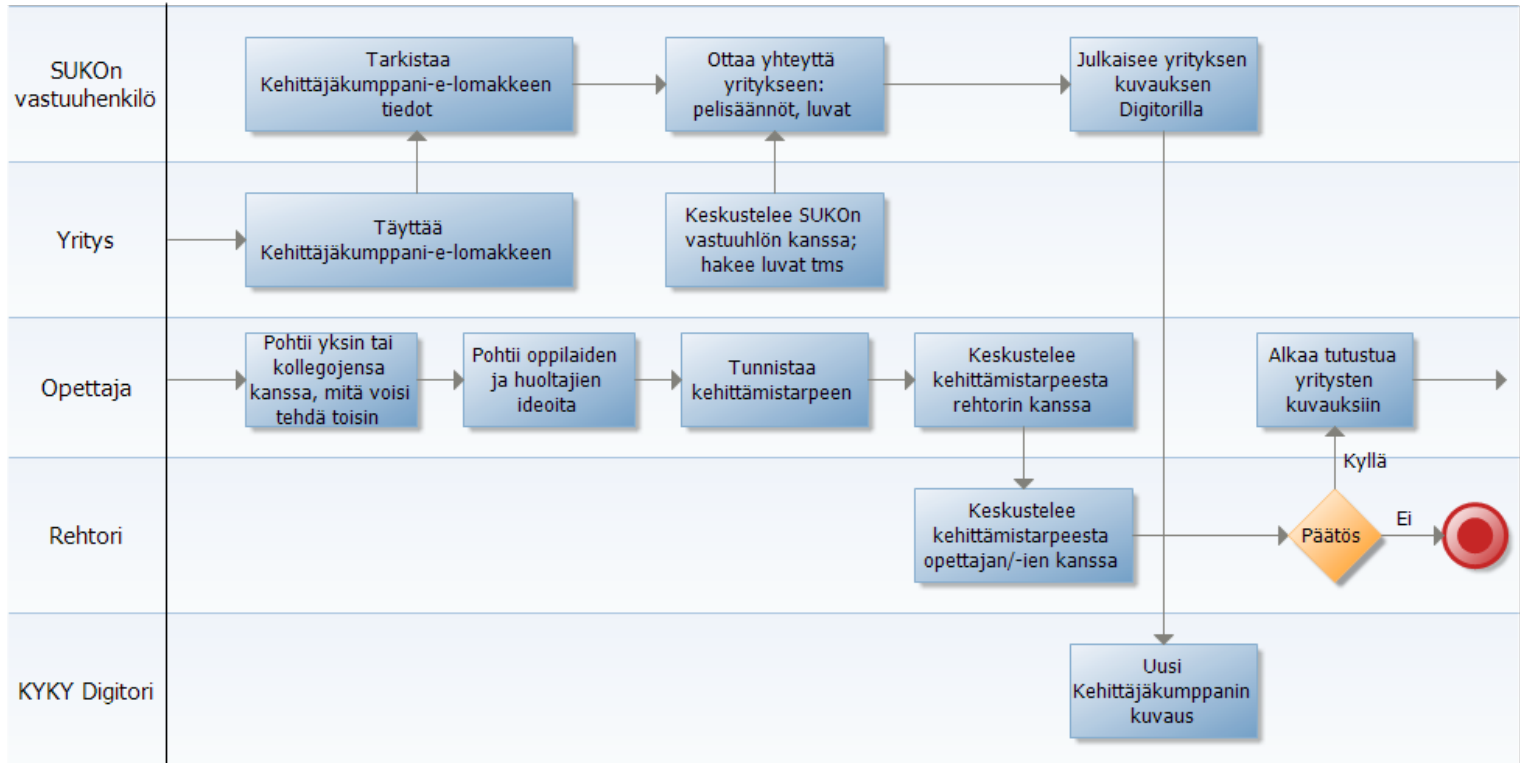 SUKOn
vastuuhenkilö
Tarkistaa
Kehittäjäkumppani-e-lomakkeen
tiedot
Ottaa yhteyttä
yritykseen:
pelisäännöt, luvat
Julkaisee yrityksen
kuvauksen
Digitorilla
Yritys
Täyttää
Kehittäjäkumppani-e-lomakkeen
Keskustelee SUKOn
vastuuhlön kanssa;
hakee luvat tms
Opettaja
Pohtii yksin tai
kollegojensa
kanssa, mitä voisi
tehdä toisin
Pohtii oppilaiden
ja huoltajien
ideoita
Tunnistaa
kehittämistarpeen
Keskustelee
kehittämistarpeesta
rehtorin kanssa
Alkaa tutustua
yritysten
kuvauksiin
Kyllä
Rehtori
Keskustelee
kehittämistarpeesta
opettajan/-ien kanssa
Päätös
Ei
KYKY Digitori
Uusi
Kehittäjäkumppanin
kuvaus